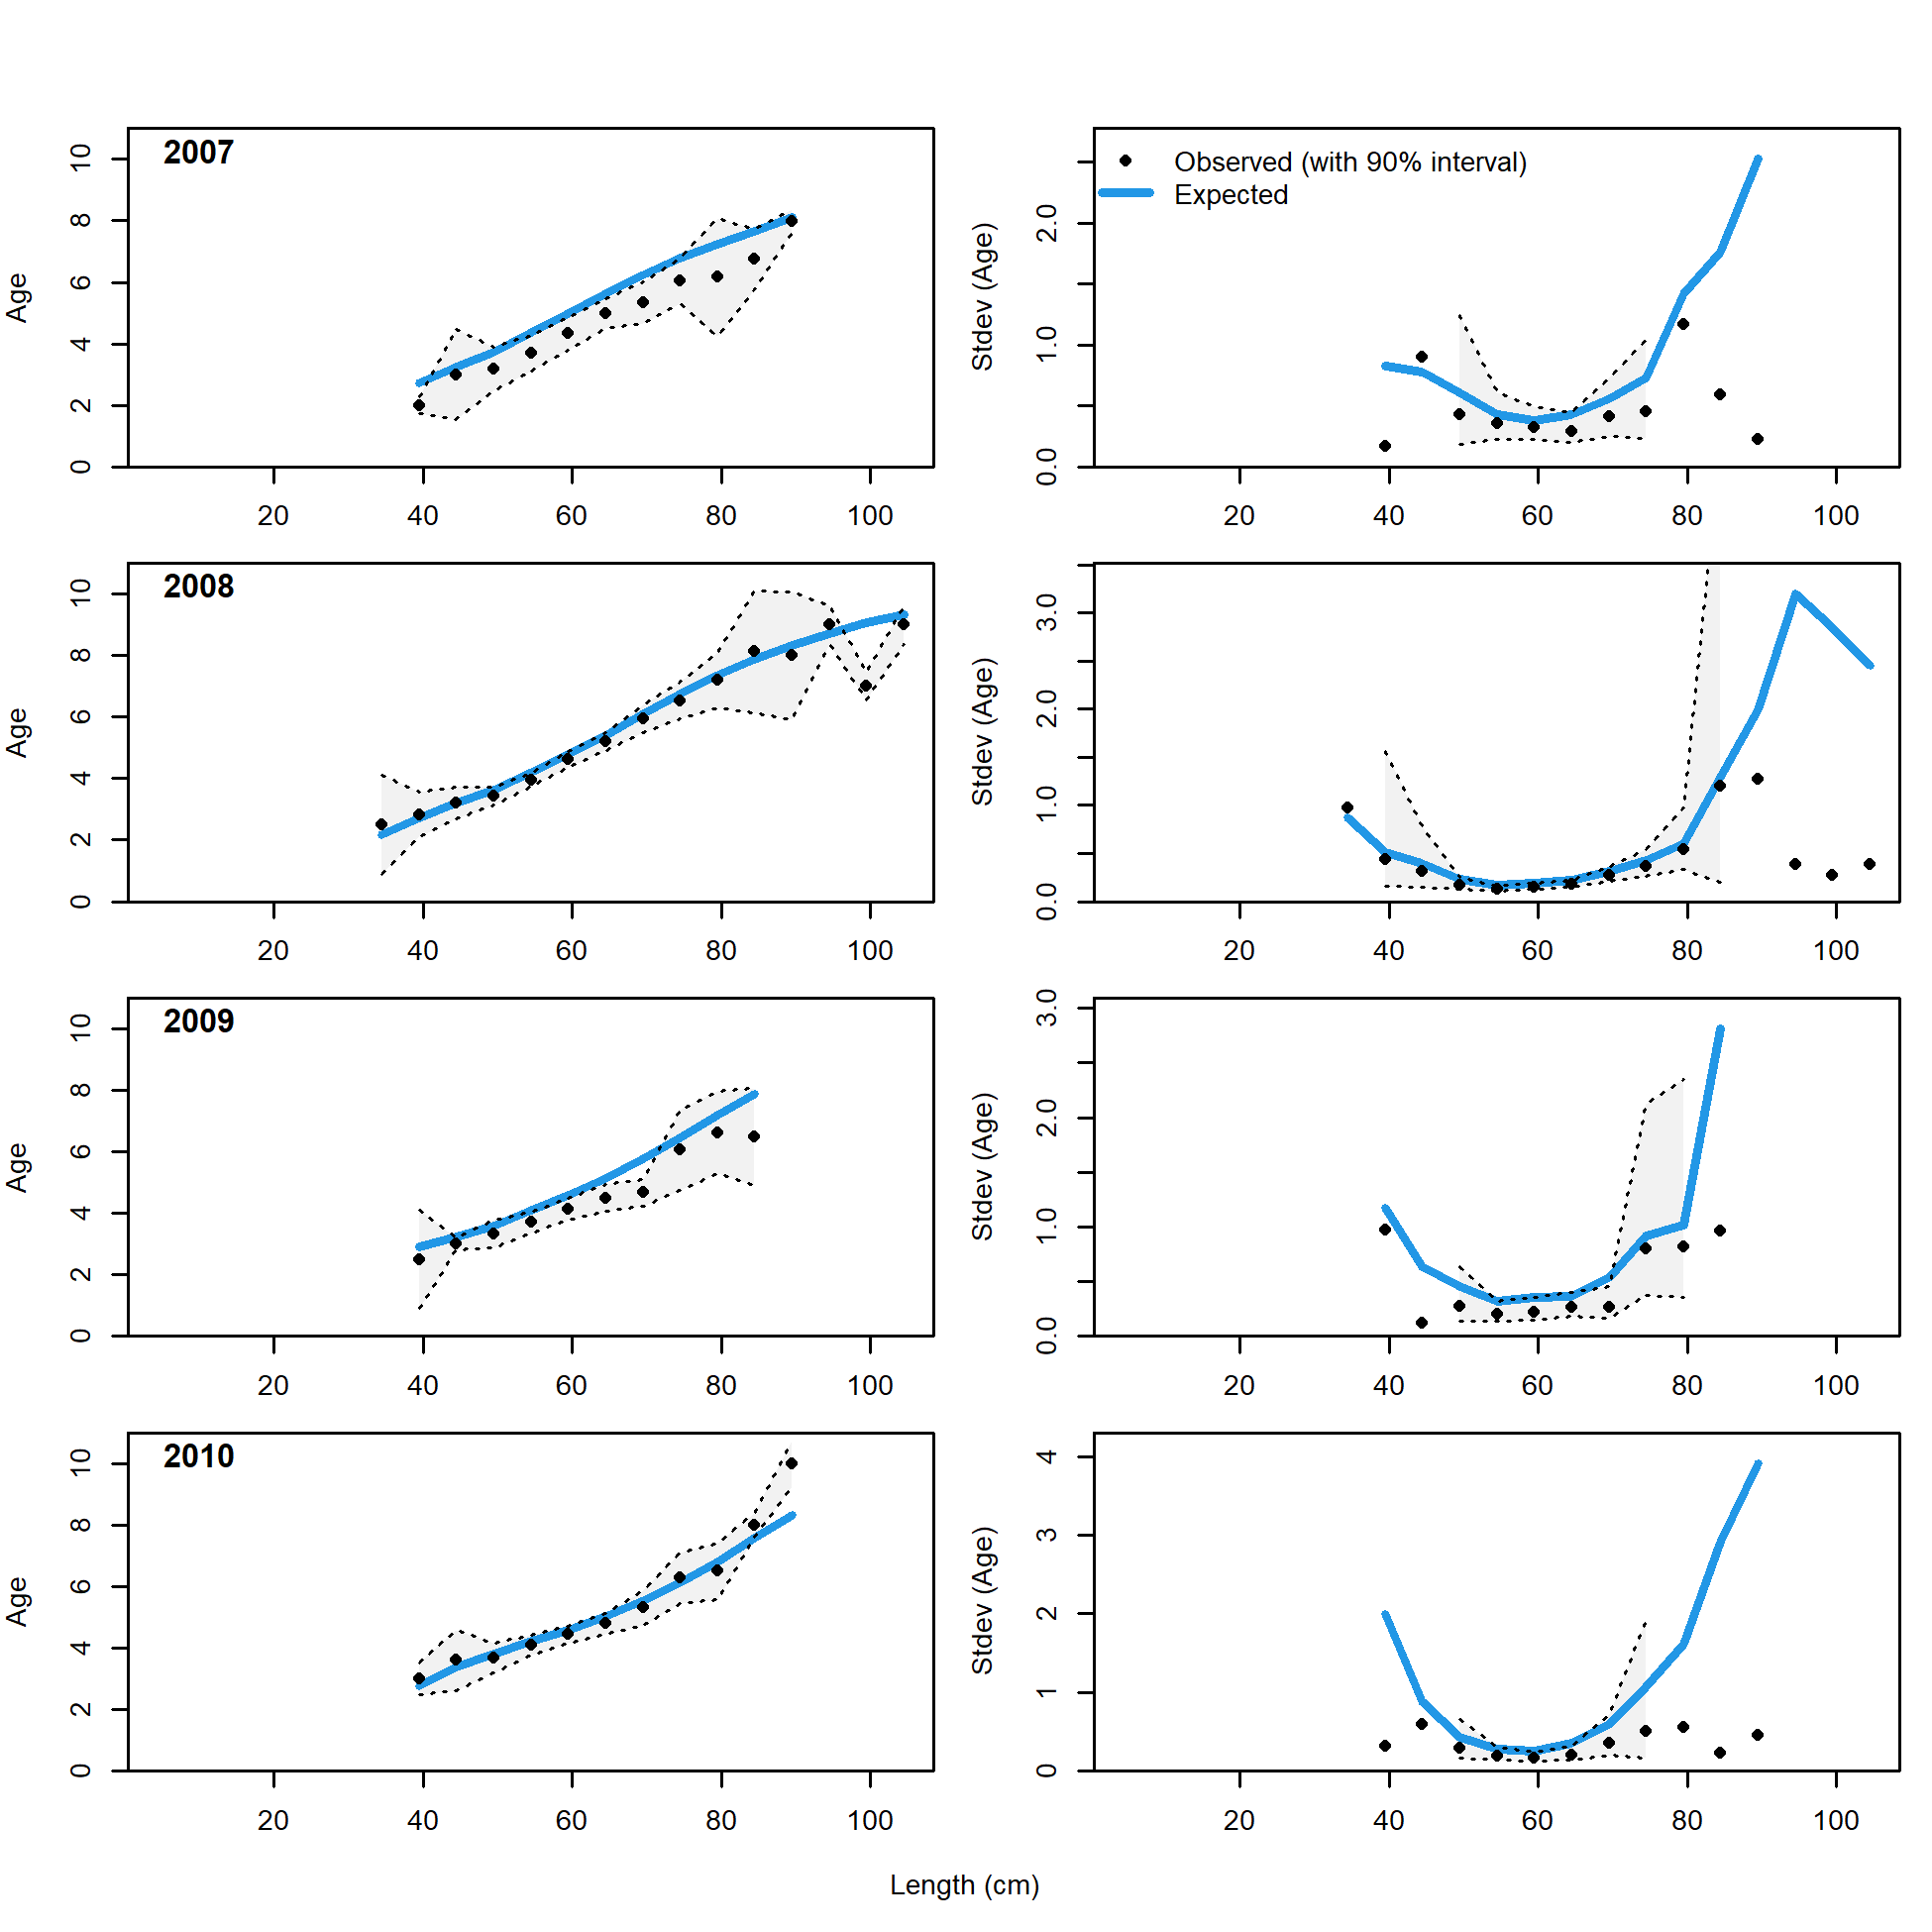 2007
Age
0 2 4 6 8 10
20 40 60 80 100
Observed (with 90% interval)
Expected
Stdev (Age)
0.0 1.0 2.0
20 40 60 80 100
2008
Age
0 2 4 6 8 10
20 40 60 80 100
Stdev (Age)
0.0 1.0 2.0 3.0
20 40 60 80 100
2009
Age
0 2 4 6 8 10
20 40 60 80 100
Stdev (Age)
0.0 1.0 2.0 3.0
20 40 60 80 100
2010
Age
0 2 4 6 8 10
20 40 60 80 100
Stdev (Age)
0 1 2 3 4
20 40 60 80 100
Length (cm)